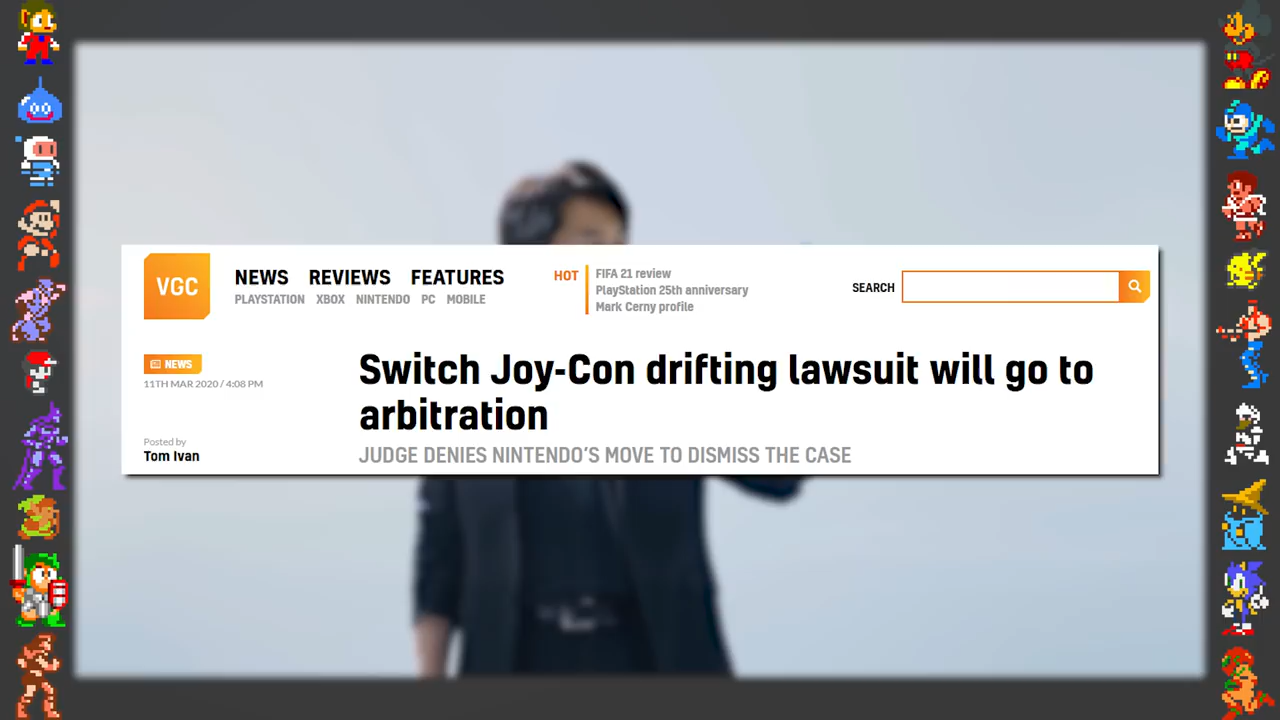 VGC
NEWS REVIEWS FEATURES
PLAYSTATION XBOX NINTENDO PC MOBILE
HOT
FIFA 21 review
PlayStation 25th anniversary
Mark Cerny profile
SEARCH
NEWS
11TH MAR 2020 / 4:08 PM
Posted by
Tom Ivan
Switch Joy-Con drifting lawsuit will go to
arbitration
JUDGE DENIES NINTENDO'S MOVE TO DISMISS THE CASE